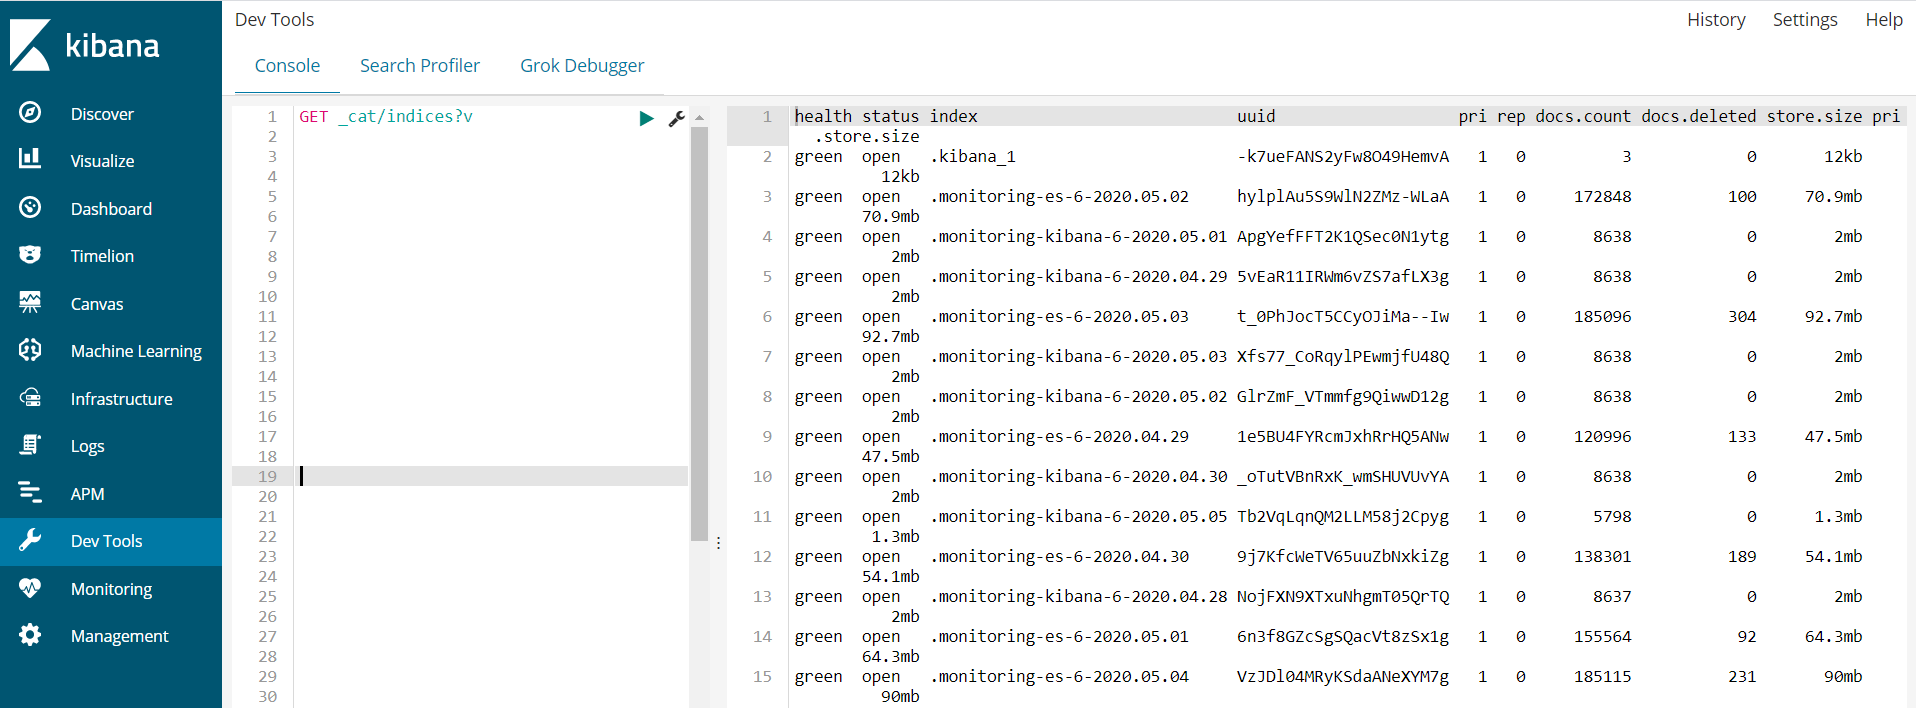 kibana
Discover
Visualize
Dashboard
Timelion
Canvas
Machine Learning
Infrastructure
Logs
APM
Dev Tools
Monitoring
Management
Dev Tools
History Settings Help
Console Search Profiler Grok Debugger
1 GET _cat/indices?v
2
3
4
5
6
7
8
9
10
11
12
13
14
15
16
17
18
19
20
21
22
23
24
25
26
27
28
29
30
1 health status index uuid pri rep docs.count docs.deleted store.size pri
.store.size
2 green open .kibana_1 -k7ueFANS2yFw8O49HemvA 1 0 3 0 12kb
12kb
3 green open .monitoring-es-6-2020.05.02 hylplAu5S9WlN2ZMz-WLaA 1 0 172848 100 70.9mb
70.9mb
4 green open .monitoring-kibana-6-2020.05.01 ApgYefFFT2K1QSec0N1ytg 1 0 8638 0 2mb
2mb
5 green open .monitoring-kibana-6-2020.04.29 5vEaR11IRWm6vZS7afLX3g 1 0 8638 0 2mb
2mb
6 green open .monitoring-es-6-2020.05.03 t_0PhJocT5CCyOJiMa--Iw 1 0 185096 304 92.7mb
92.7mb
7 green open .monitoring-kibana-6-2020.05.03 Xfs77_CoRqylPEwmjfU48Q 1 0 8638 0 2mb
2mb
8 green open .monitoring-kibana-6-2020.05.02 GlrZmF_VTmmfg9QiwwD12g 1 0 8638 0 2mb
2mb
9 green open .monitoring-es-6-2020.04.29 1e5BU4FYRcmJxhRrHQ5ANw 1 0 120996 133 47.5mb
47.5mb
10 green open .monitoring-kibana-6-2020.04.30 _oTutVBnRxK_wmSHUVUvYA 1 0 8638 0 2mb
2mb
11 green open .monitoring-kibana-6-2020.05.05 Tb2VqLqnQM2LLM58j2Cpyg 1 0 5798 0 1.3mb
1.3mb
12 green open .monitoring-es-6-2020.04.30 9j7KfcWeTV65uuZbNxkiZg 1 0 138301 189 54.1mb
54.1mb
13 green open .monitoring-kibana-6-2020.04.28 NojFXN9XTxuNhgmT05QrTQ 1 0 8637 0 2mb
2mb
14 green open .monitoring-es-6-2020.05.01 6n3f8GZcSgSQacVt8zSx1g 1 0 155564 92 64.3mb
64.3mb
15 green open .monitoring-es-6-2020.05.04 VzJDl04MRyKSdaANeXYM7g 1 0 185115 231 90mb
90mb